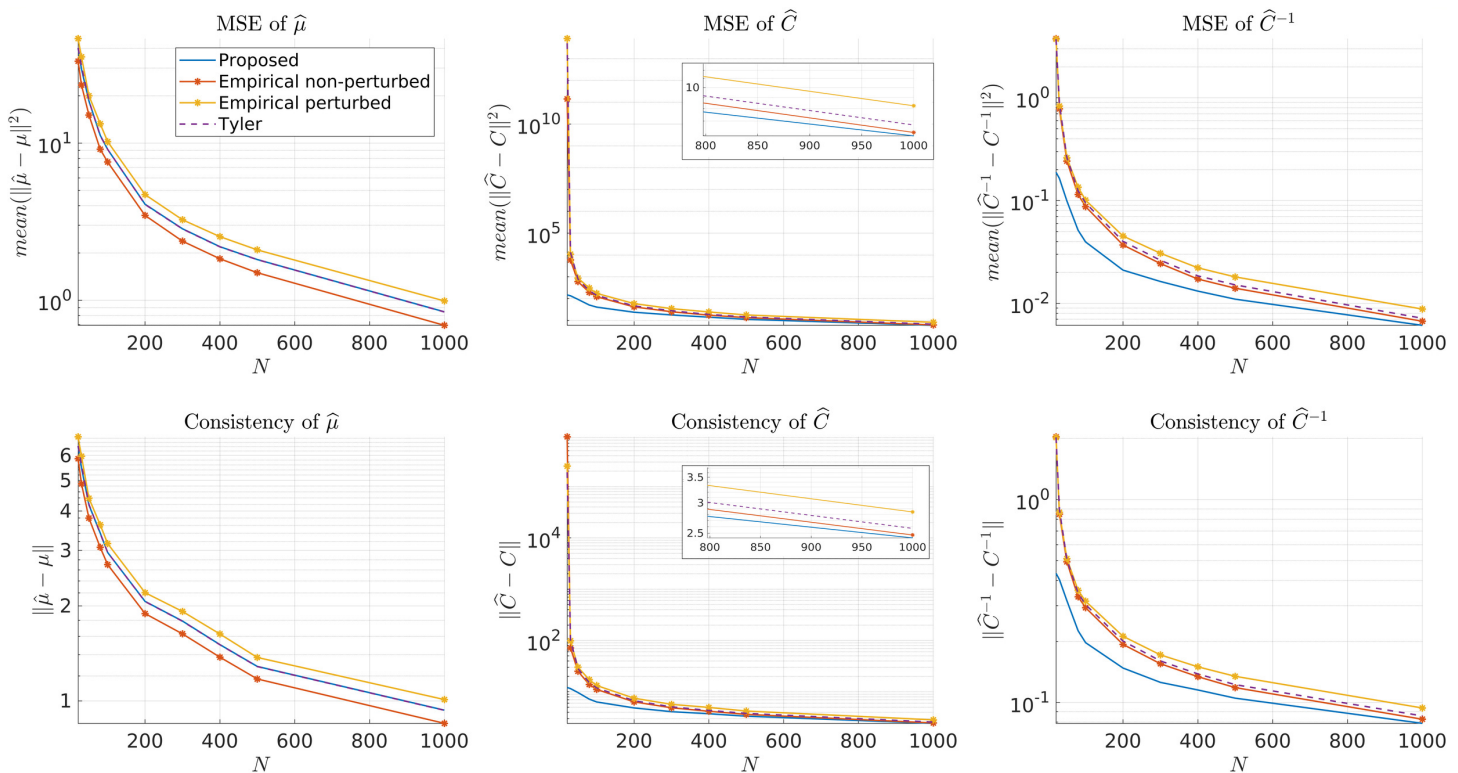 MSE of μ̂
mean(||μ̂ − μ||²)
10¹
10⁰
200 400 600 800 1000
N
Proposed
Empirical non-perturbed
Empirical perturbed
Tyler
MSE of Ĉ
mean(||Ĉ − C||²)
10¹⁰
10⁵
200 400 600 800 1000
N
10
800 850 900 950 1000
MSE of Ĉ⁻¹
mean(||Ĉ⁻¹ − C⁻¹||²)
10⁰
10⁻¹
10⁻²
200 400 600 800 1000
N
Consistency of μ̂
||μ̂ − μ||
6
5
4
3
2
1
200 400 600 800 1000
N
Consistency of Ĉ
||Ĉ − C||
10⁴
10²
200 400 600 800 1000
N
3.5
3
2.5
800 850 900 950 1000
Consistency of Ĉ⁻¹
||Ĉ⁻¹ − C⁻¹||
10⁰
10⁻¹
200 400 600 800 1000
N